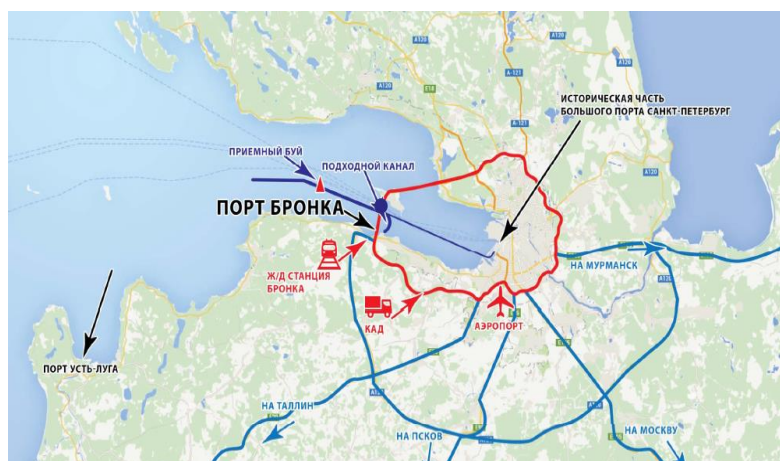 ИСТОРИЧЕСКАЯ ЧАСТЬ
БОЛЬШОГО ПОРТА САНКТ-ПЕТЕРБУРГ
ПРИЕМНЫЙ БУЙ
ПОДХОДНОЙ КАНАЛ
ПОРТ БРОНКА
НА МУРМАНСК
Ж/Д СТАНЦИЯ
БРОНКА
КАД
АЭРОПОРТ
ПОРТ УСТЬ-ЛУГА
НА ТАЛЛИН
НА ПСКОВ
НА МОСКВУ